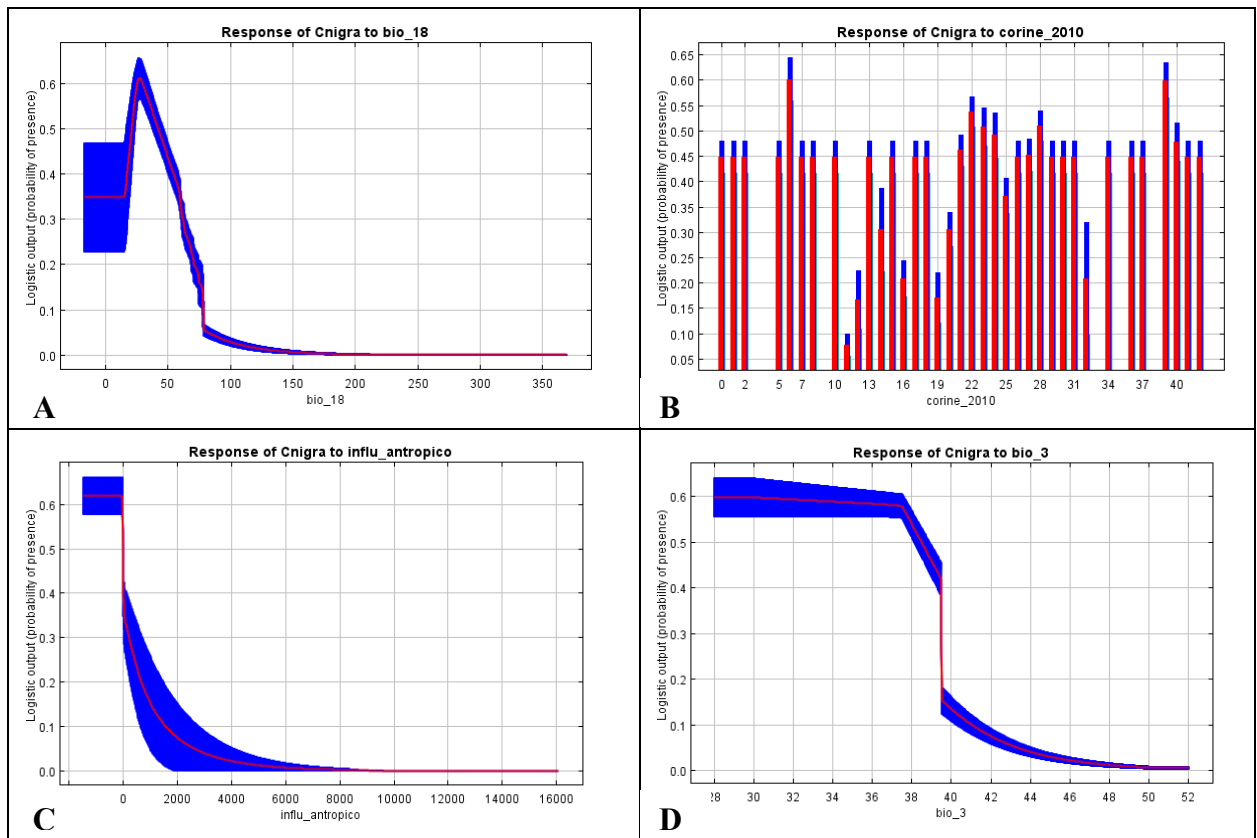 Response of Cnigra to bio_18
Logistic output (probability of presence)
0.6
0.5
0.4
0.3
0.2
0.1
0.0
0 50 100 150 200 250 300 350
bio_18
A
Response of Cnigra to corine_2010
Logistic output (probability of presence)
0.65
0.60
0.55
0.50
0.45
0.40
0.35
0.30
0.25
0.20
0.15
0.10
0.05
0 2 5 7 10 13 16 19 22 25 28 31 34 37 40
corine_2010
B
Response of Cnigra to influ_antropico
Logistic output (probability of presence)
0.6
0.5
0.4
0.3
0.2
0.1
0.0
0 2000 4000 6000 8000 10000 12000 14000 16000
influ_antropico
C
Response of Cnigra to bio_3
Logistic output (probability of presence)
0.6
0.5
0.4
0.3
0.2
0.1
0.0
28 30 32 34 36 38 40 42 44 46 48 50 52
bio_3
D